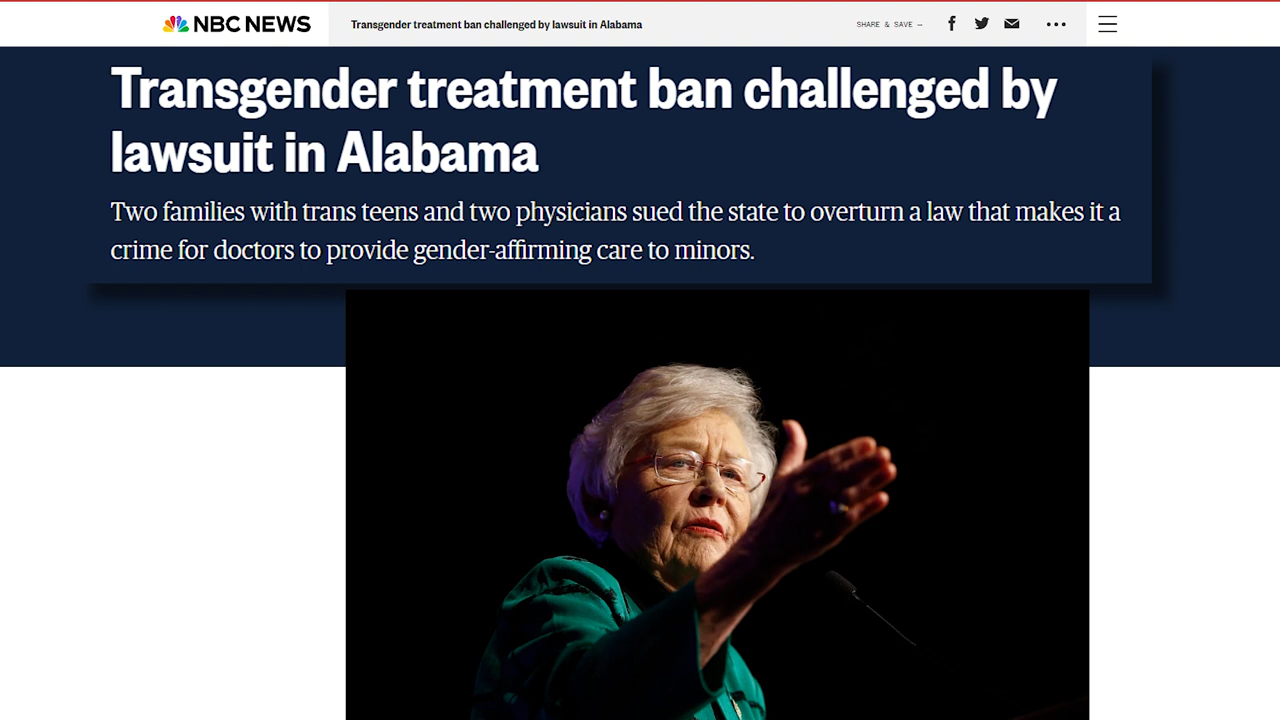 NBC NEWS
Transgender treatment ban challenged by lawsuit in Alabama
SHARE & SAVE —
Transgender treatment ban challenged by
lawsuit in Alabama
Two families with trans teens and two physicians sued the state to overturn a law that makes it a
crime for doctors to provide gender-affirming care to minors.